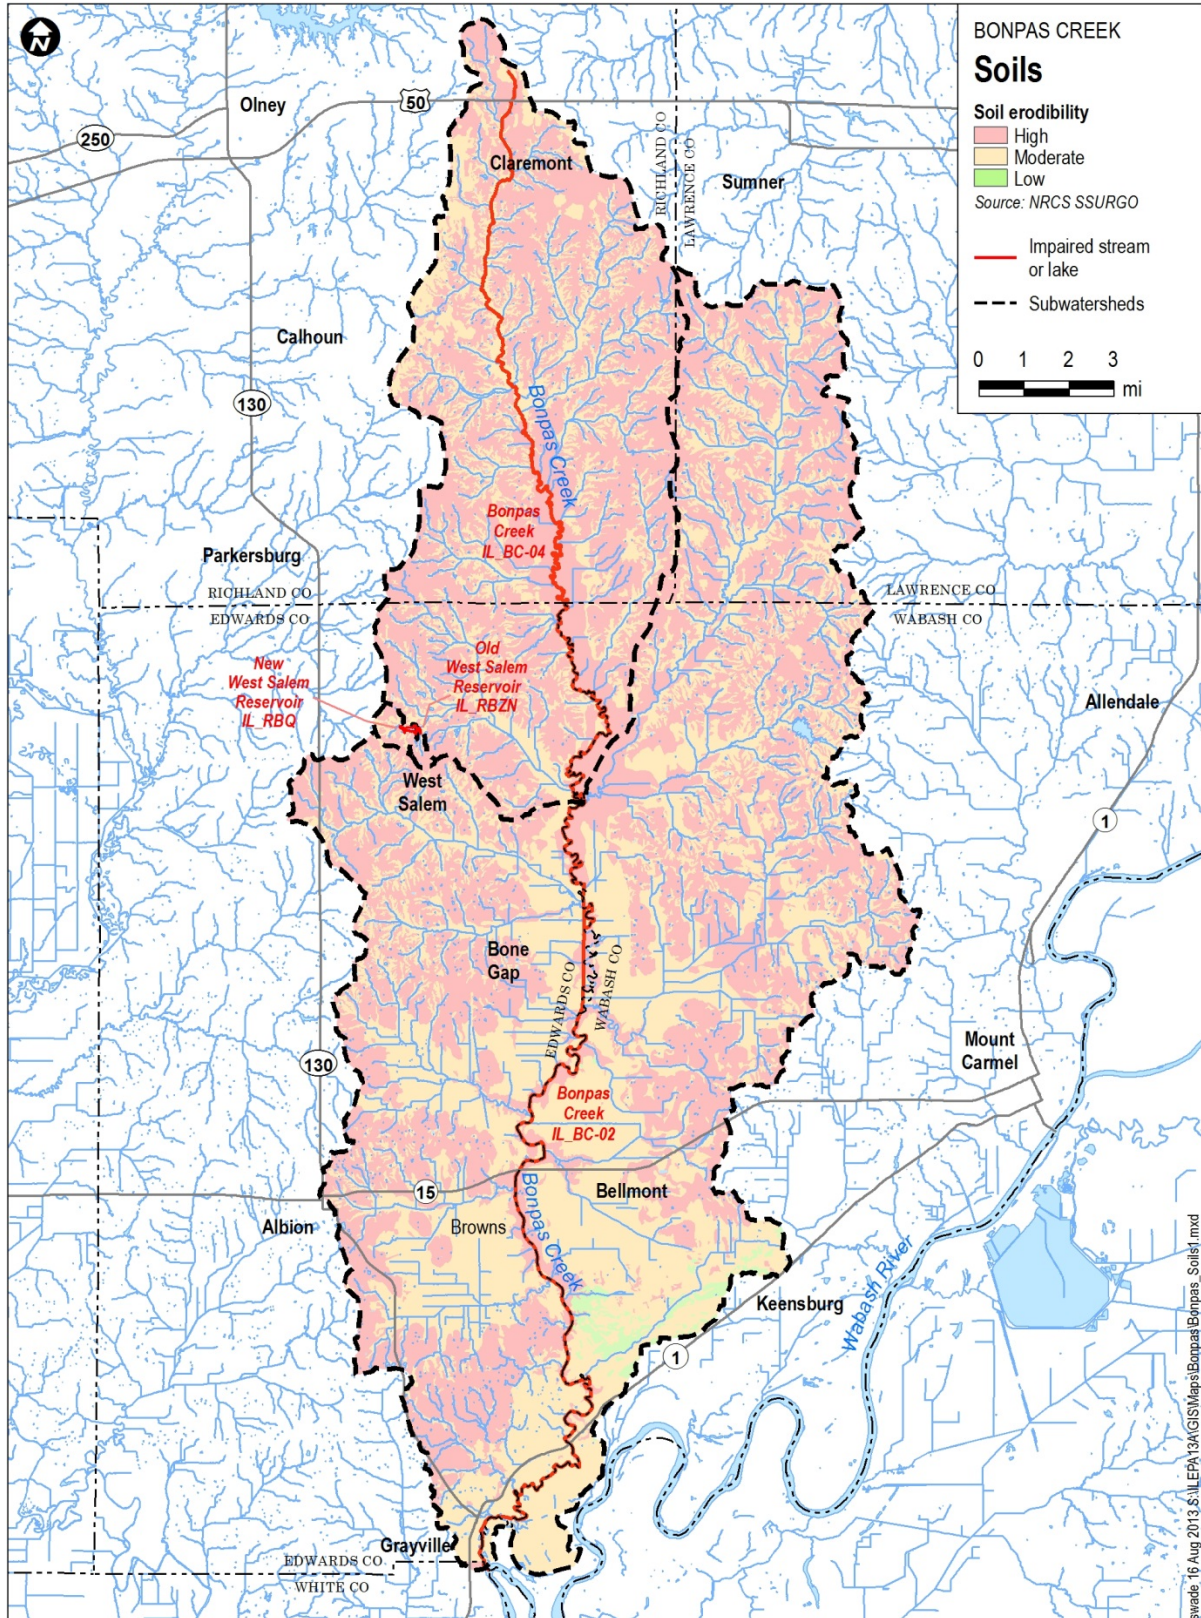 N
BONPAS CREEK
Soils
Soil erodibility
High
Moderate
Low
Source: NRCS SSURGO
Impaired stream
or lake
Subwatersheds
0 1 2 3
mi
Olney
50
250
Claremont
RICHLAND CO
LAWRENCE CO
Sumner
Calhoun
130
Bonpas Creek
Bonpas
Creek
IL_BC-04
Parkersburg
RICHLAND CO
EDWARDS CO
LAWRENCE CO
WABASH CO
New
West Salem
Reservoir
IL_RBQ
Old
West Salem
Reservoir
IL_RBZN
Allendale
West
Salem
1
Bone
Gap
EDWARDS CO
WABASH CO
Mount
Carmel
130
Bonpas
Creek
IL_BC-02
15
Bellmont
Albion
Browns
Bonpas Creek
Wabash River
Keensburg
1
Grayville
EDWARDS CO
WHITE CO